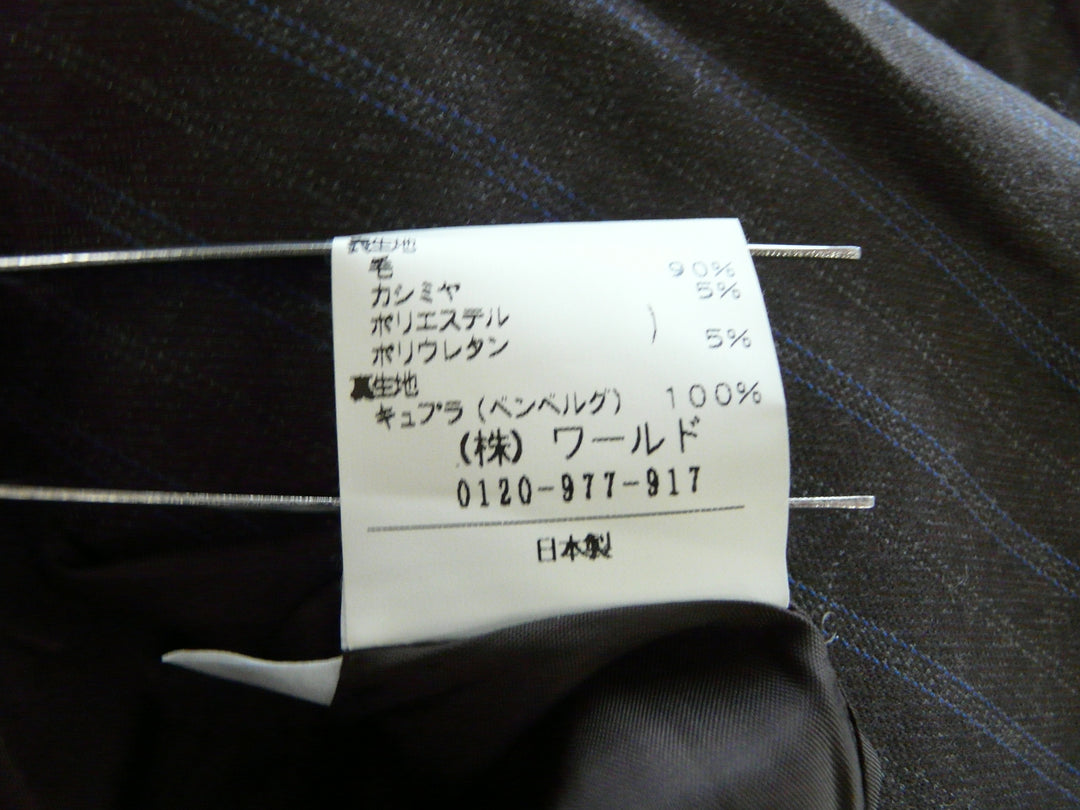 表生地
毛 90%
カシミヤ 5%
ポリエステル )
ポリウレタン 5%
裏生地
キュプラ(ベンベルグ) 100%
(株) ワールド
0120-977-917
日本製